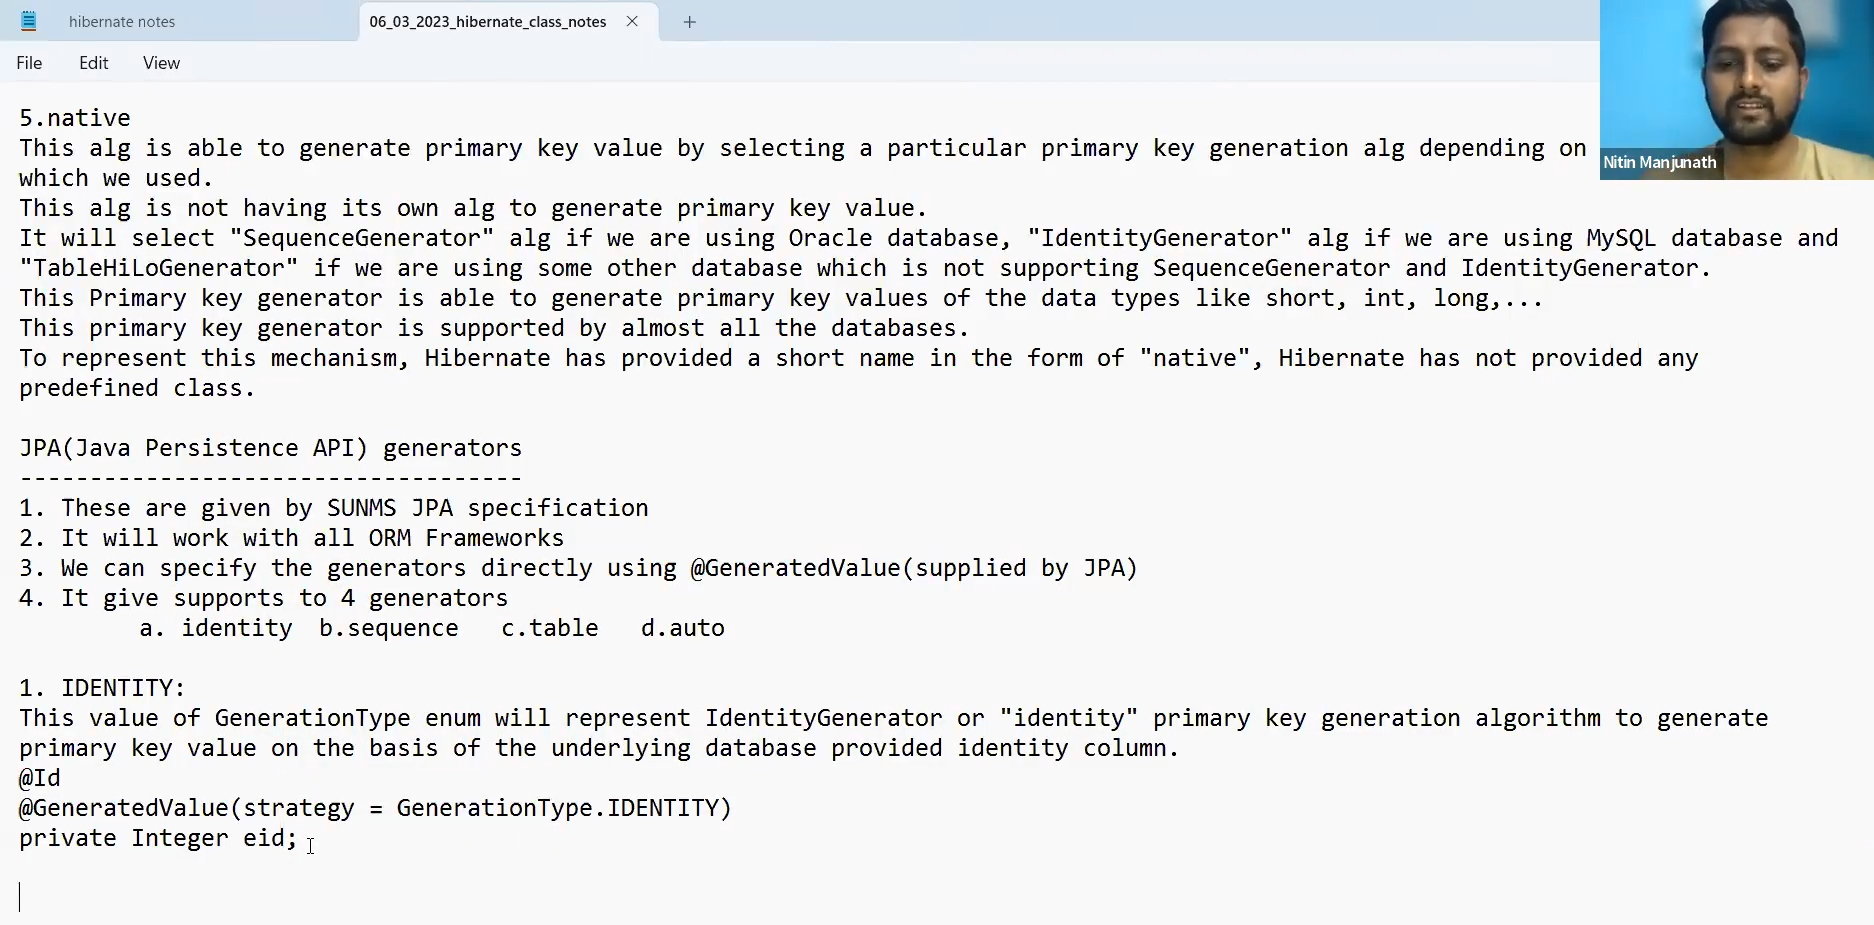 hibernate notes
06_03_2023_hibernate_class_notes
File Edit View
5.native
This alg is able to generate primary key value by selecting a particular primary key generation alg depending on
which we used.
This alg is not having its own alg to generate primary key value.
It will select "SequenceGenerator" alg if we are using Oracle database, "IdentityGenerator" alg if we are using MySQL database and
"TableHiLoGenerator" if we are using some other database which is not supporting SequenceGenerator and IdentityGenerator.
This Primary key generator is able to generate primary key values of the data types like short, int, long,...
This primary key generator is supported by almost all the databases.
To represent this mechanism, Hibernate has provided a short name in the form of "native", Hibernate has not provided any
predefined class.
JPA(Java Persistence API) generators
------------------------------------
1. These are given by SUNMS JPA specification
2. It will work with all ORM Frameworks
3. We can specify the generators directly using @GeneratedValue(supplied by JPA)
4. It give supports to 4 generators
a. identity b.sequence c.table d.auto
1. IDENTITY:
This value of GenerationType enum will represent IdentityGenerator or "identity" primary key generation algorithm to generate
primary key value on the basis of the underlying database provided identity column.
@Id
@GeneratedValue(strategy = GenerationType.IDENTITY)
private Integer eid;
Nitin Manjunath